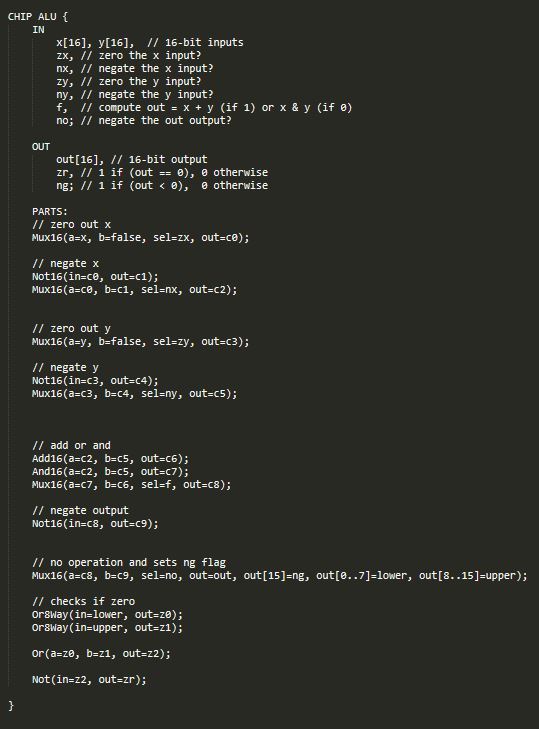 CHIP ALU {
IN
x[16], y[16],  // 16-bit inputs
zx, // zero the x input?
nx, // negate the x input?
zy, // zero the y input?
ny, // negate the y input?
f,  // compute out = x + y (if 1) or x & y (if 0)
no; // negate the out output?
OUT
out[16], // 16-bit output
zr, // 1 if (out == 0), 0 otherwise
ng; // 1 if (out < 0),  0 otherwise
PARTS:
// zero out x
Mux16(a=x, b=false, sel=zx, out=c0);
// negate x
Not16(in=c0, out=c1);
Mux16(a=c0, b=c1, sel=nx, out=c2);
// zero out y
Mux16(a=y, b=false, sel=zy, out=c3);
// negate y
Not16(in=c3, out=c4);
Mux16(a=c3, b=c4, sel=ny, out=c5);
// add or and
Add16(a=c2, b=c5, out=c6);
And16(a=c2, b=c5, out=c7);
Mux16(a=c7, b=c6, sel=f, out=c8);
// negate output
Not16(in=c8, out=c9);
// no operation and sets ng flag
Mux16(a=c8, b=c9, sel=no, out=out, out[15]=ng, out[0..7]=lower, out[8..15]=upper);
// checks if zero
Or8Way(in=lower, out=z0);
Or8Way(in=upper, out=z1);
Or(a=z0, b=z1, out=z2);
Not(in=z2, out=zr);
}